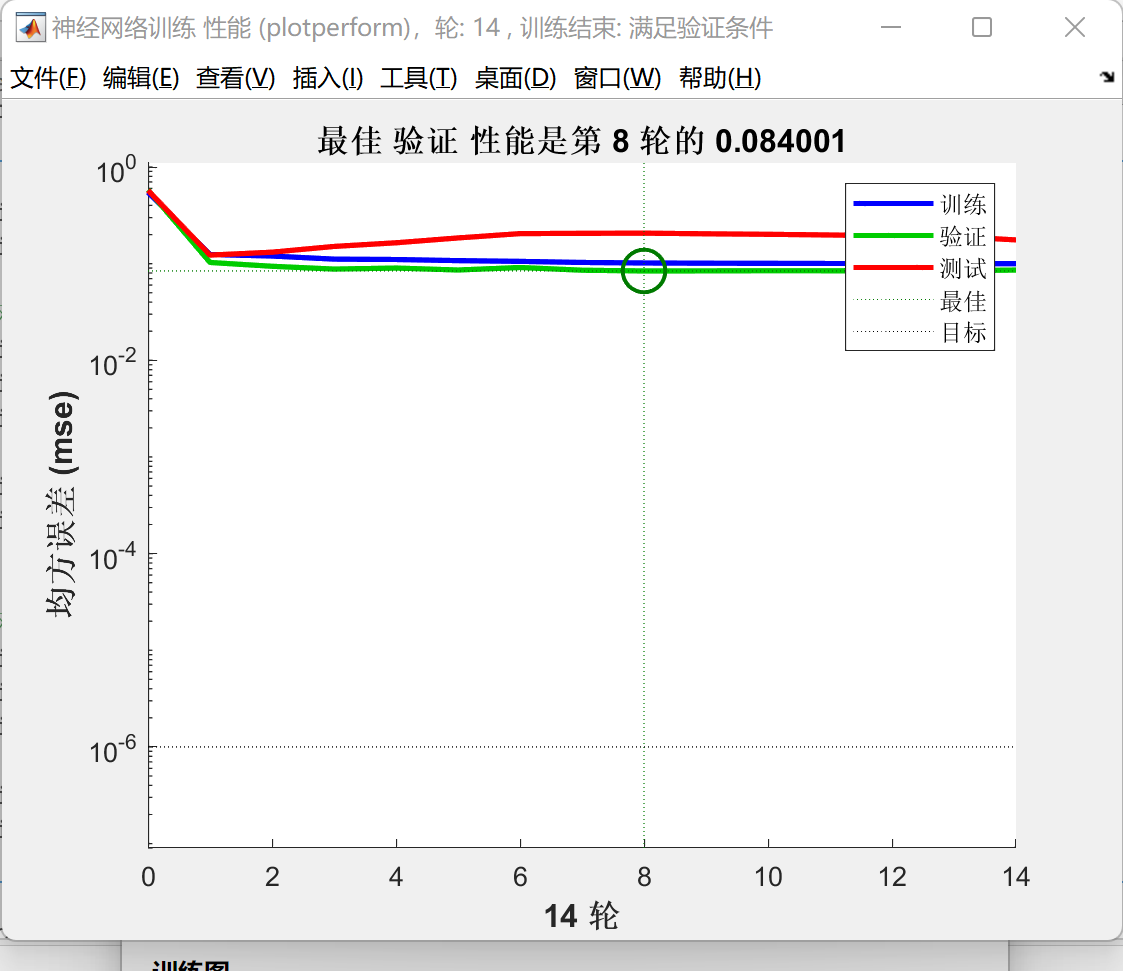 神经网络训练 性能 (plotperform)，轮: 14 , 训练结束: 满足验证条件
文件(F) 编辑(E) 查看(V) 插入(I) 工具(T) 桌面(D) 窗口(W) 帮助(H)
最佳 验证 性能是第 8 轮的 0.084001
训练
验证
测试
最佳
目标
10^0
10^-2
10^-4
10^-6
均方误差 (mse)
0 2 4 6 8 10 12 14
14 轮
训练图